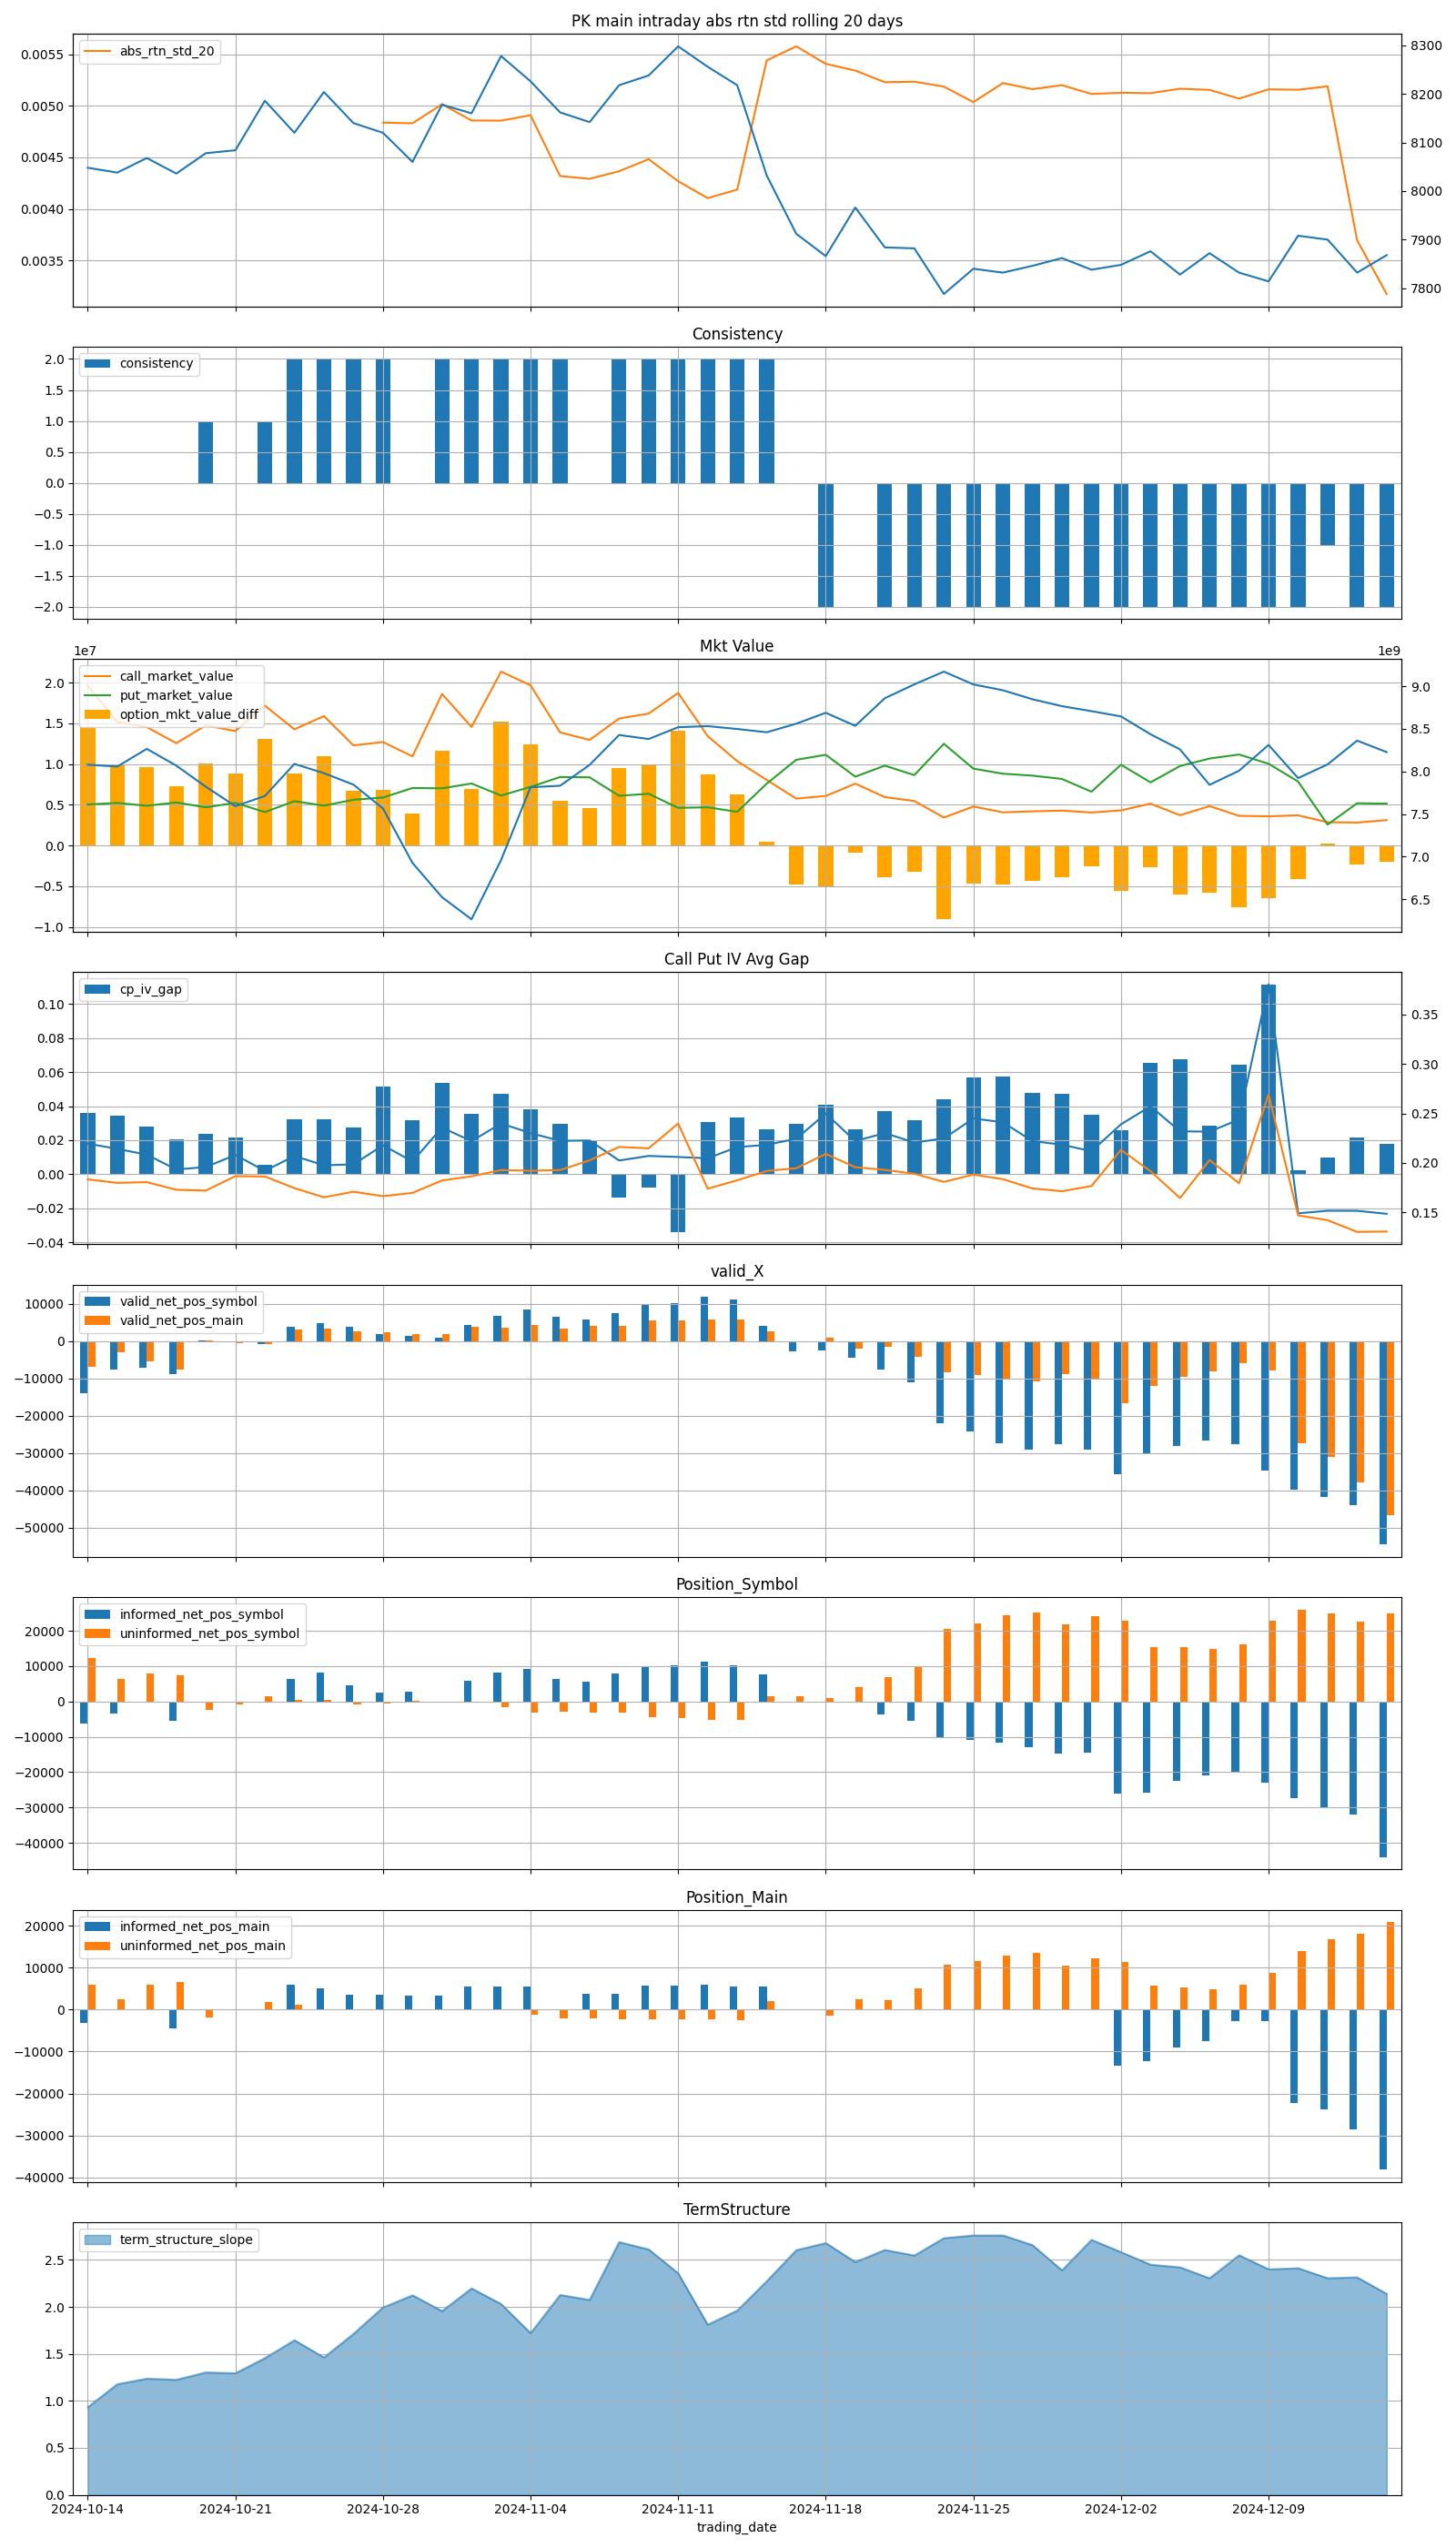 PK main intraday abs rtn std rolling 20 days
abs_rtn_std_20
0.0055
0.0050
0.0045
0.0040
0.0035
8300
8200
8100
8000
7900
7800
Consistency
consistency
2.0
1.5
1.0
0.5
0.0
−0.5
−1.0
−1.5
−2.0
Mkt Value
1e7
1e9
call_market_value
put_market_value
option_mkt_value_diff
2.0
1.5
1.0
0.5
0.0
−0.5
−1.0
9.0
8.5
8.0
7.5
7.0
6.5
Call Put IV Avg Gap
cp_iv_gap
0.10
0.08
0.06
0.04
0.02
0.00
−0.02
−0.04
0.35
0.30
0.25
0.20
0.15
valid_X
valid_net_pos_symbol
valid_net_pos_main
10000
0
−10000
−20000
−30000
−40000
−50000
Position_Symbol
informed_net_pos_symbol
uninformed_net_pos_symbol
20000
10000
0
−10000
−20000
−30000
−40000
Position_Main
informed_net_pos_main
uninformed_net_pos_main
20000
10000
0
−10000
−20000
−30000
−40000
TermStructure
term_structure_slope
2.5
2.0
1.5
1.0
0.5
0.0
2024-10-14 2024-10-21 2024-10-28 2024-11-04 2024-11-11 2024-11-18 2024-11-25 2024-12-02 2024-12-09
trading_date